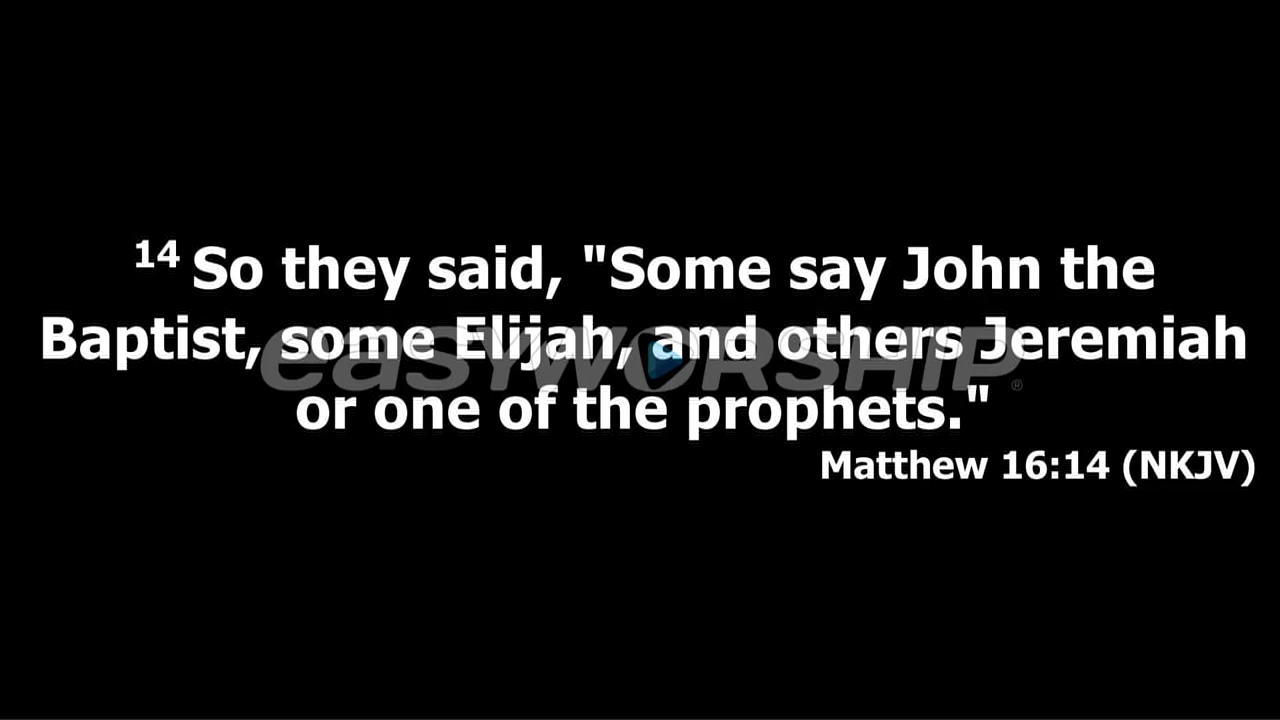 14 So they said, "Some say John the
Baptist, some Elijah, and others Jeremiah
or one of the prophets."
Matthew 16:14 (NKJV)
easyworship®